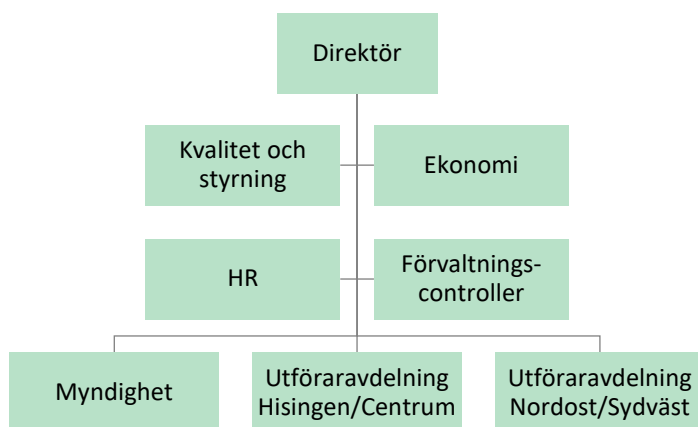 Direktör
Kvalitet och
styrning
Ekonomi
HR
Förvaltnings-
controller
Myndighet
Utföraravdelning
Hisingen/Centrum
Utföraravdelning
Nordost/Sydväst